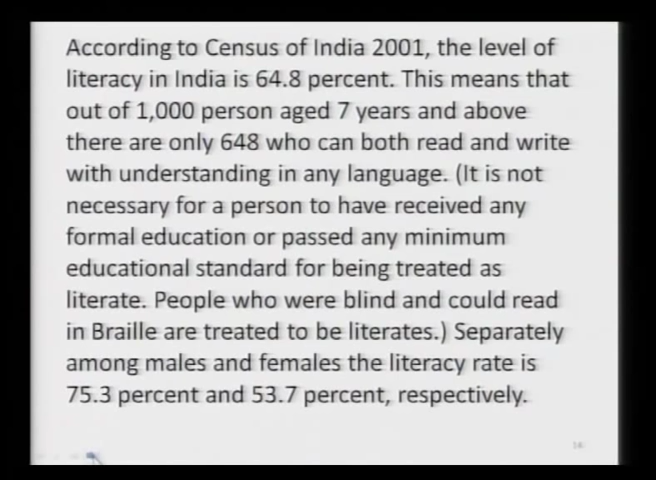 According to Census of India 2001, the level of
literacy in India is 64.8 percent. This means that
out of 1,000 person aged 7 years and above
there are only 648 who can both read and write
with understanding in any language. (It is not
necessary for a person to have received any
formal education or passed any minimum
educational standard for being treated as
literate. People who were blind and could read
in Braille are treated to be literates.) Separately
among males and females the literacy rate is
75.3 percent and 53.7 percent, respectively.